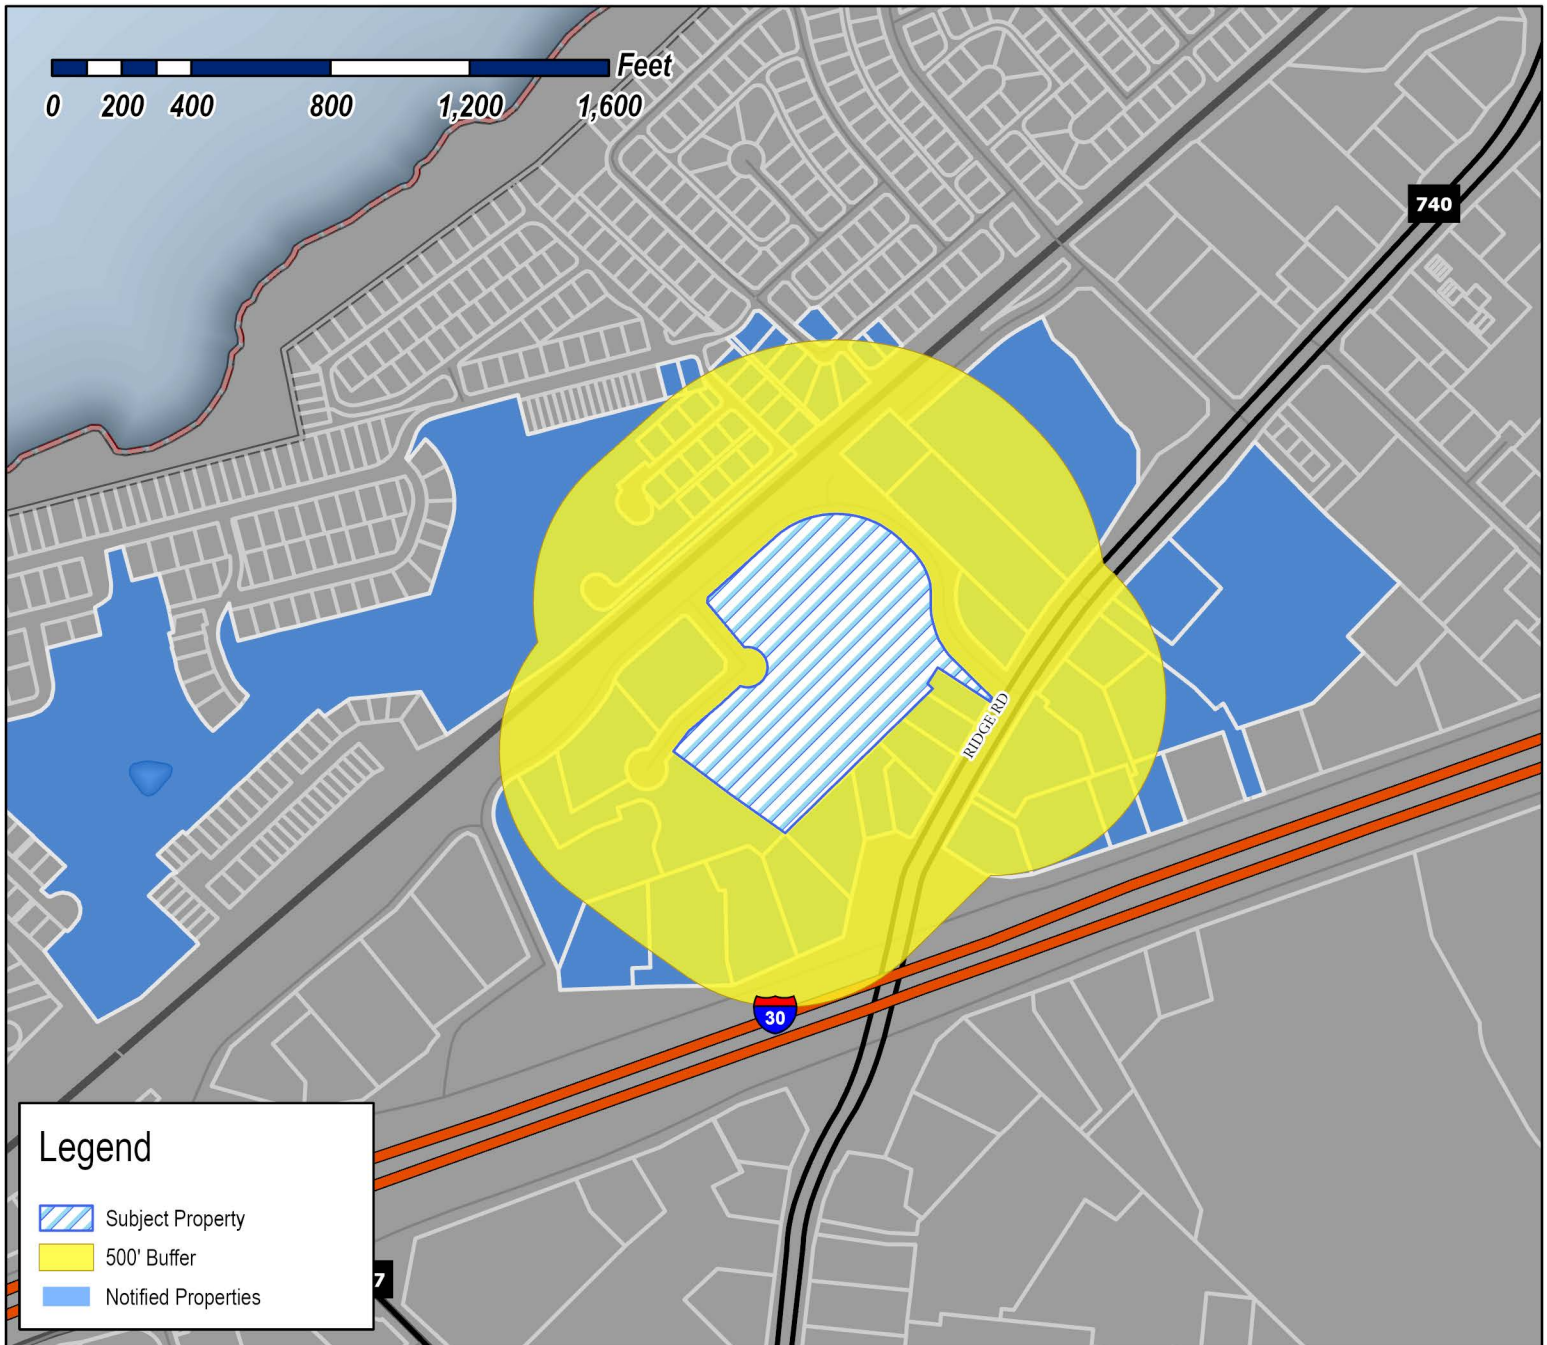 Feet
0 200 400 800 1,200 1,600
740
RIDGE RD
30
Legend
Subject Property
500' Buffer
7
Notified Properties